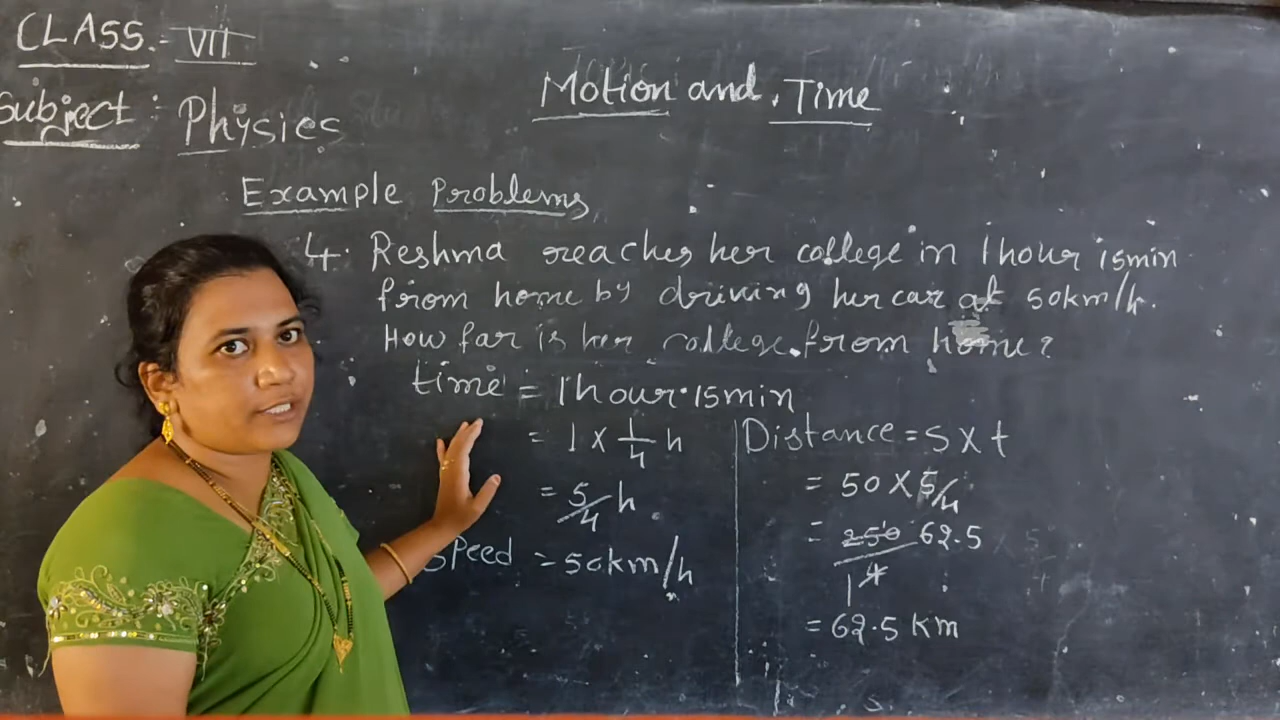 CLASS.- VII
Subject : Physics
Motion and Time
Example Problems
4. Reshma reaches her college in 1 hour 15min
from home by driving her car at 50km/h.
How far is her college from home?
time = 1hour.15min
= 1 x 1/4 h
= 5/4 h
Speed = 50km/h
Distance = S x t
= 50 x 5/4
= 250 62.5
1 4
= 62.5 km